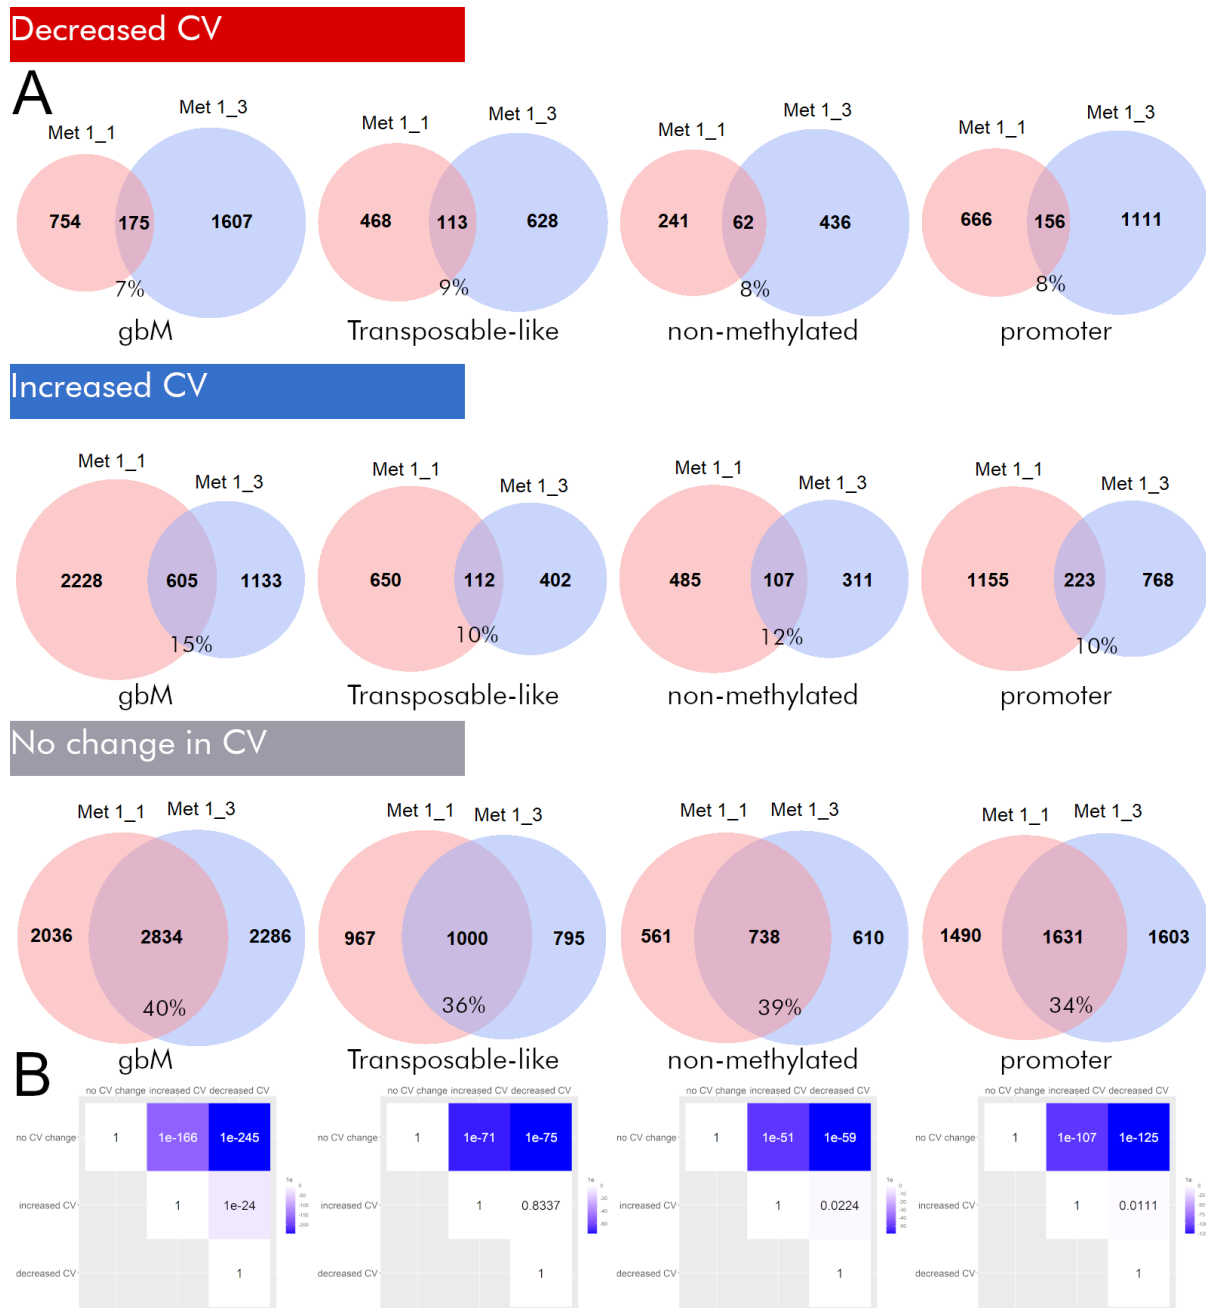 Decreased CV
A
Met 1_1 Met 1_3 Met 1_1 Met 1_3 Met 1_1 Met 1_3 Met 1_1 Met 1_3
754 175 1607 468 113 628 241 62 436 666 156 1111
7% 9% 8% 8%
gbM Transposable-like non-methylated promoter
Increased CV
Met 1_1 Met 1_3 Met 1_1 Met 1_3 Met 1_1 Met 1_3 Met 1_1 Met 1_3
2228 605 1133 650 112 402 485 107 311 1155 223 768
15% 10% 12% 10%
gbM Transposable-like non-methylated promoter
No change in CV
Met 1_1 Met 1_3 Met 1_1 Met 1_3 Met 1_1 Met 1_3 Met 1_1 Met 1_3
2036 2834 2286 967 1000 795 561 738 610 1490 1631 1603
40% 36% 39% 34%
gbM Transposable-like non-methylated promoter
B
no CV change increased CV decreased CV no CV change increased CV decreased CV no CV change increased CV decreased CV no CV change increased CV decreased CV
no CV change 1 1e-166 1e-245 no CV change 1 1e-71 1e-75 no CV change 1 1e-51 1e-59 no CV change 1 1e-107 1e-125
increased CV 1 1e-24 increased CV 1 0.8337 increased CV 1 0.0224 increased CV 1 0.0111
decreased CV 1 decreased CV 1 decreased CV 1 decreased CV 1